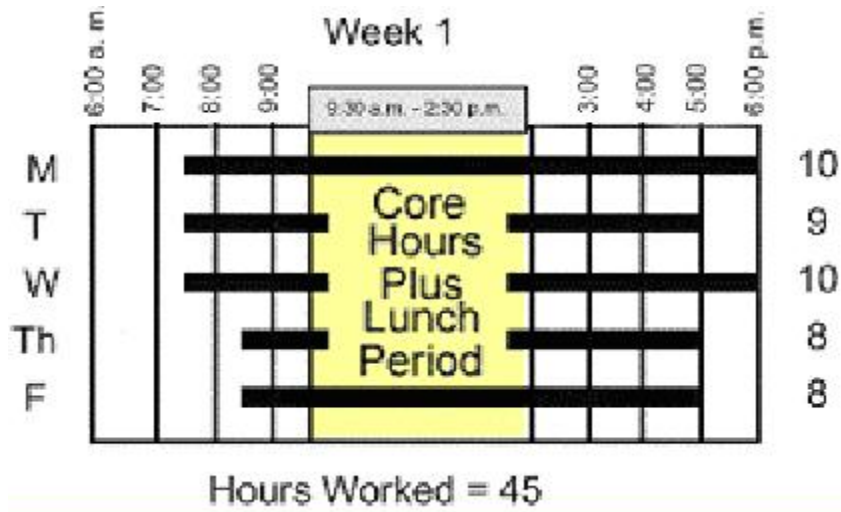 Week 1
6:00 a. m.
7:00
8:00
9:00
9:30 a.m. - 2:30 p.m.
3:00
4:00
5:00
6:00 p.m.
M 10
T 9
W 10
Th 8
F 8
Core
Hours
Plus
Lunch
Period
Hours Worked = 45